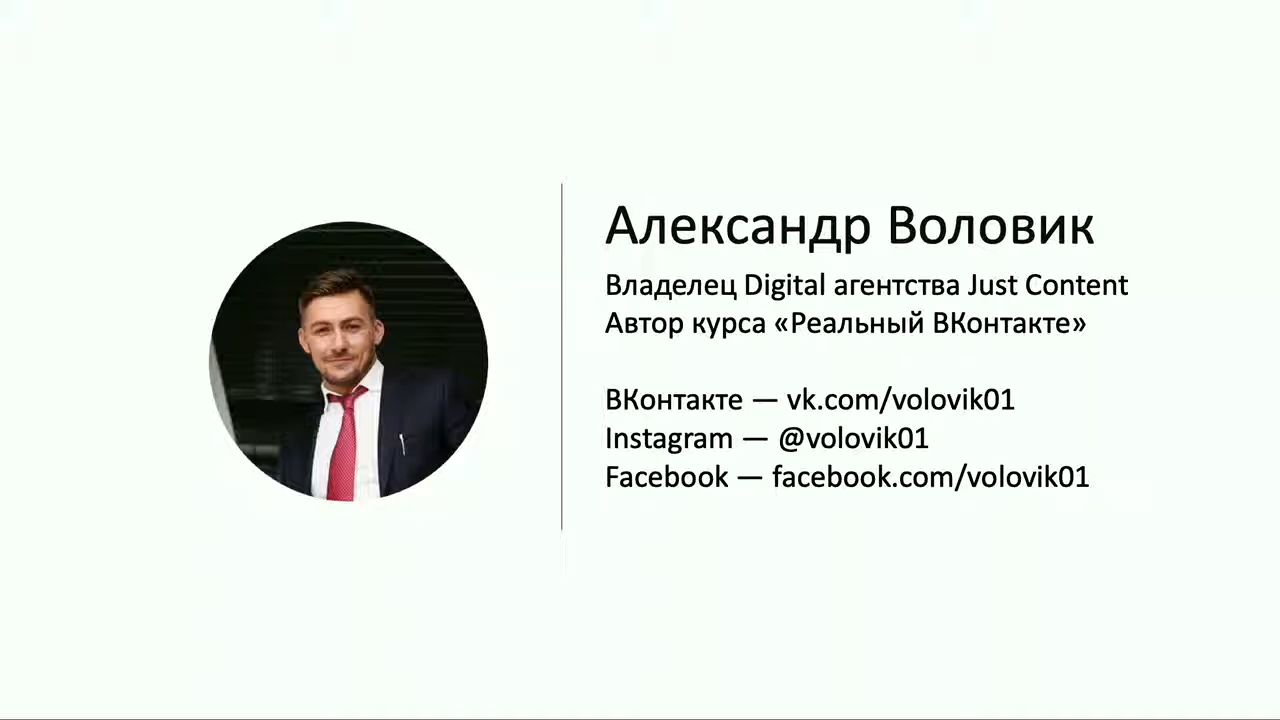 Александр Воловик
Владелец Digital агентства Just Content
Автор курса «Реальный ВКонтакте»
ВКонтакте — vk.com/volovik01
Instagram — @volovik01
Facebook — facebook.com/volovik01